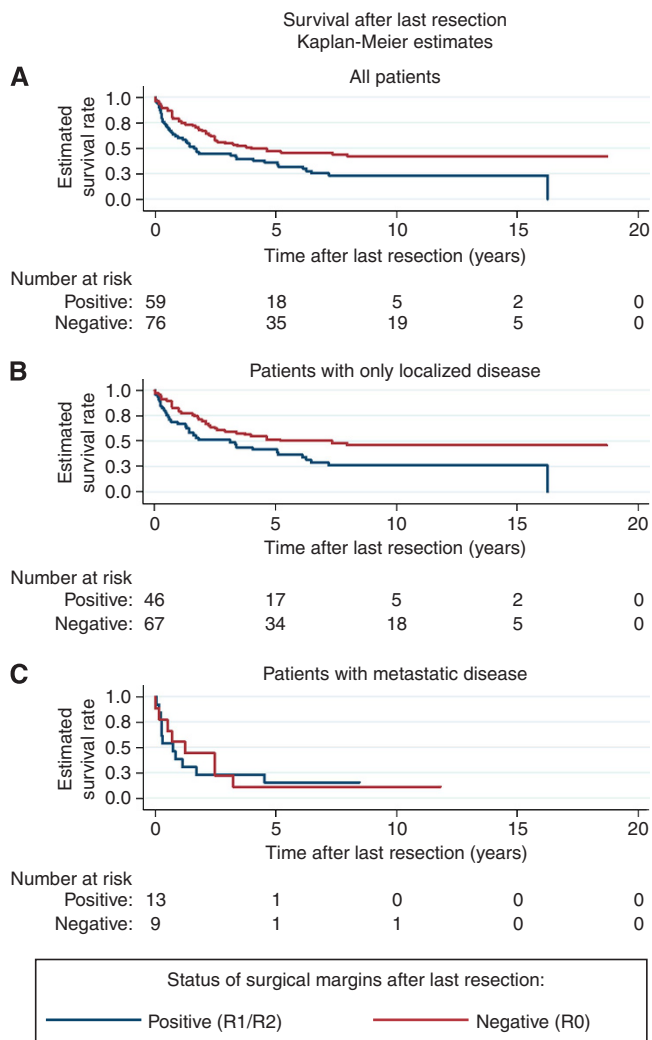 Survival after last resection
Kaplan-Meier estimates
A
All patients
Estimated
survival rate
1.0
0.8
0.5
0.3
0.0
0 5 10 15 20
Time after last resection (years)
Number at risk
Positive: 59 18 5 2 0
Negative: 76 35 19 5 0
B
Patients with only localized disease
Estimated
survival rate
1.0
0.8
0.5
0.3
0.0
0 5 10 15 20
Time after last resection (years)
Number at risk
Positive: 46 17 5 2 0
Negative: 67 34 18 5 0
C
Patients with metastatic disease
Estimated
survival rate
1.0
0.8
0.5
0.3
0.0
0 5 10 15 20
Time after last resection (years)
Number at risk
Positive: 13 1 0 0 0
Negative: 9 1 1 0 0
Status of surgical margins after last resection:
Positive (R1/R2) Negative (R0)